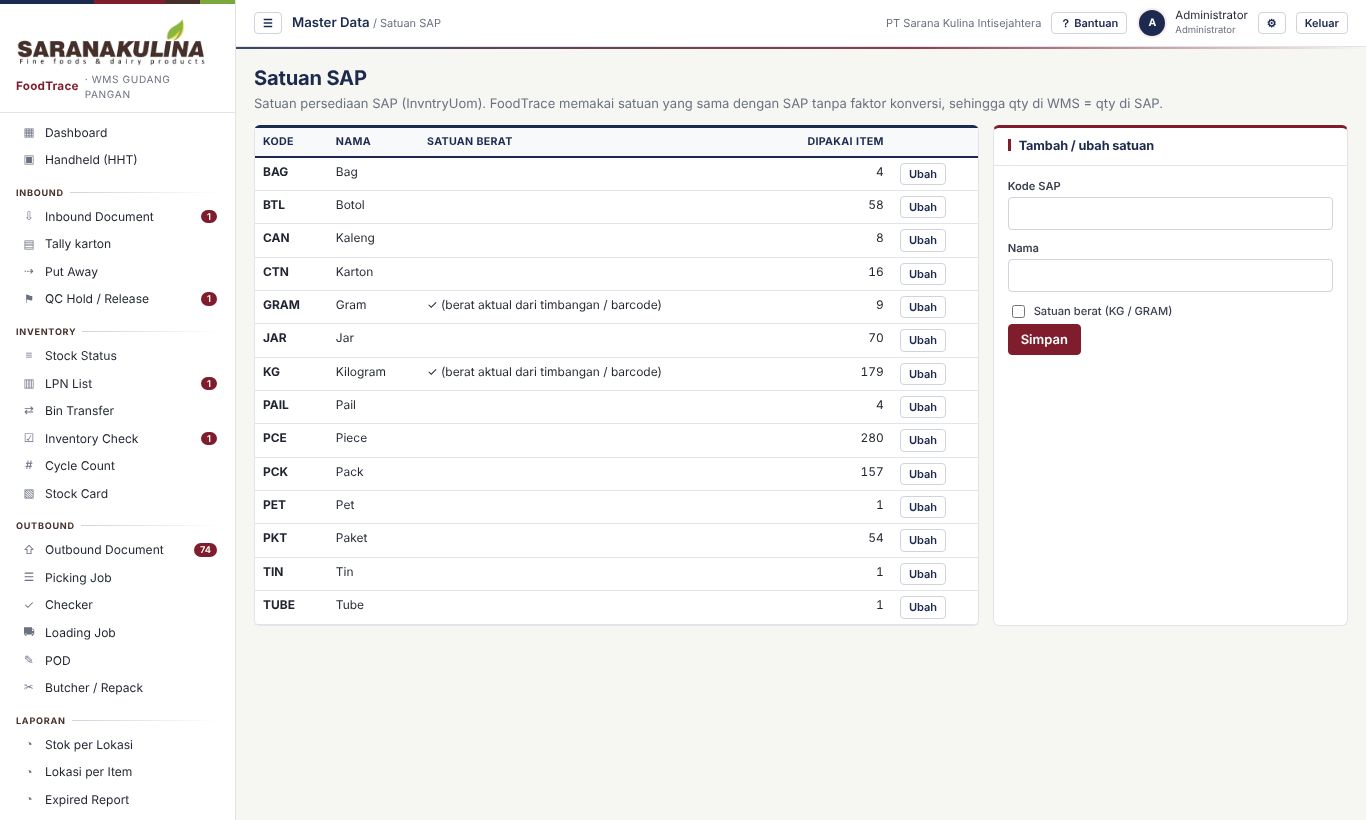 SARANAKULINA
Fine foods & dairy products
FoodTrace · WMS GUDANG PANGAN
Dashboard
Handheld (HHT)
INBOUND
Inbound Document 1
Tally karton
Put Away
QC Hold / Release 1
INVENTORY
Stock Status
LPN List 1
Bin Transfer
Inventory Check 1
Cycle Count
Stock Card
OUTBOUND
Outbound Document 74
Picking Job
Checker
Loading Job
POD
Butcher / Repack
LAPORAN
Stok per Lokasi
Lokasi per Item
Expired Report
Master Data / Satuan SAP
PT Sarana Kulina Intisejahtera
? Bantuan
A
Administrator
Administrator
Keluar
Satuan SAP
Satuan persediaan SAP (InvntryUom). FoodTrace memakai satuan yang sama dengan SAP tanpa faktor konversi, sehingga qty di WMS = qty di SAP.
KODE NAMA SATUAN BERAT DIPAKAI ITEM
BAG Bag 4 Ubah
BTL Botol 58 Ubah
CAN Kaleng 8 Ubah
CTN Karton 16 Ubah
GRAM Gram ✓ (berat aktual dari timbangan / barcode) 9 Ubah
JAR Jar 70 Ubah
KG Kilogram ✓ (berat aktual dari timbangan / barcode) 179 Ubah
PAIL Pail 4 Ubah
PCE Piece 280 Ubah
PCK Pack 157 Ubah
PET Pet 1 Ubah
PKT Paket 54 Ubah
TIN Tin 1 Ubah
TUBE Tube 1 Ubah
Tambah / ubah satuan
Kode SAP
Nama
Satuan berat (KG / GRAM)
Simpan